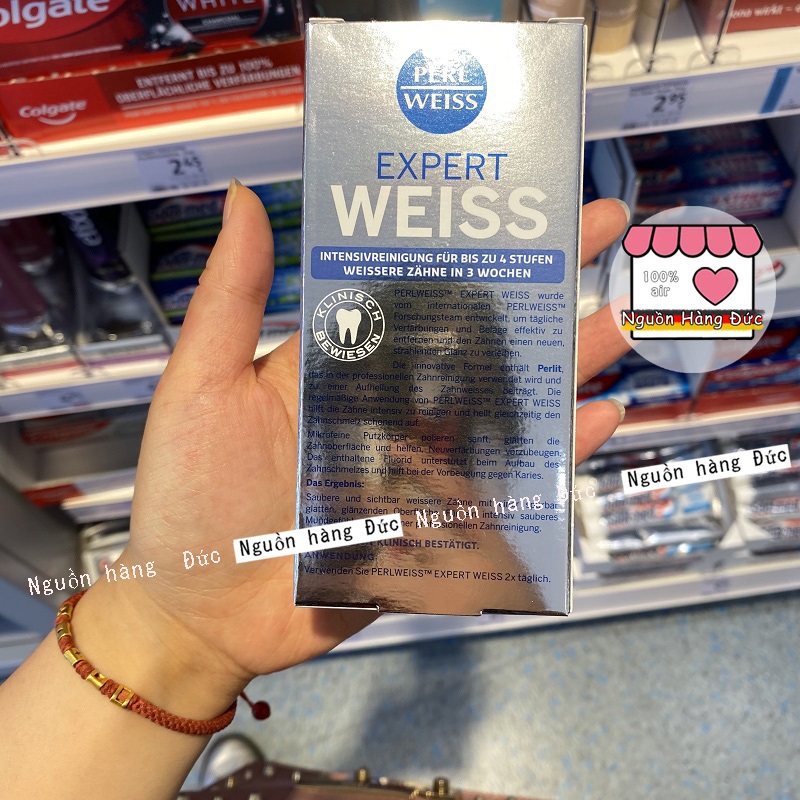 Colgate
WHITE
ENTFERNT BIS ZU 100%
OBERFLÄCHLICHE VERFÄRBUNGEN
Colgate
2.45
2.95
PERL
WEISS
EXPERT
WEISS
INTENSIVREINIGUNG FÜR BIS ZU 4 STUFEN
WEISSERE ZÄHNE IN 3 WOCHEN
KLINISCH
BEWIESEN
PERLWEISS™ EXPERT WEISS wurde
vom internationalen PERLWEISS™
Forschungsteam entwickelt, um tägliche
Verfärbungen und Beläge effektiv zu
entfernen und den Zähnen einen neuen,
strahlenden Glanz zu verleihen.
Die innovative Formel enthält Perlit,
das in der professionellen Zahnreinigung verwendet wird und
zu einer Aufhellung des Zahnweisses beiträgt. Die
regelmäßige Anwendung von PERLWEISS™ EXPERT WEISS
hilft die Zähne intensiv zu reinigen und hellt gleichzeitig den
Zahnschmelz schonend auf.
Mikrofeine Putzkörper polieren sanft, glätten die
Zahnoberfläche und helfen, Neuverfärbungen vorzubeugen.
Das enthaltene Fluorid unterstützt beim Aufbau des
Zahnschmelzes und hilft bei der Vorbeugung gegen Karies.
Das Ergebnis:
Saubere und sichtbar weissere Zähne mit
glatten, glänzenden intensiv sauberes
professionellen Zahnreinigung.
KLINISCH BESTÄTIGT.
ANWENDUNG:
Verwenden Sie PERLWEISS™ EXPERT WEISS 2x täglich.
100%
air
Nguồn Hàng Đức
Nguồn hàng Đức
Nguồn hàng Đức
Nguồn hàng Đức
Nguồn hàng Đức